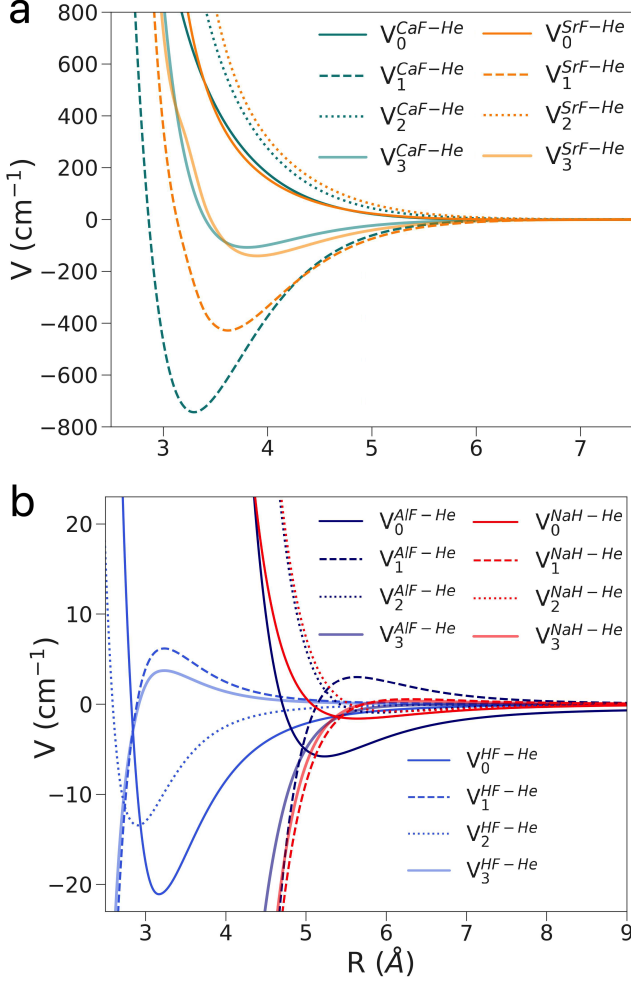 a
800
600
400
200
0
−200
−400
−600
−800
V (cm⁻¹)
V₀^{CaF−He} V₀^{SrF−He}
V₁^{CaF−He} V₁^{SrF−He}
V₂^{CaF−He} V₂^{SrF−He}
V₃^{CaF−He} V₃^{SrF−He}
3 4 5 6 7
b
20
10
0
−10
−20
V (cm⁻¹)
V₀^{AlF−He} V₀^{NaH−He}
V₁^{AlF−He} V₁^{NaH−He}
V₂^{AlF−He} V₂^{NaH−He}
V₃^{AlF−He} V₃^{NaH−He}
V₀^{HF−He}
V₁^{HF−He}
V₂^{HF−He}
V₃^{HF−He}
3 4 5 6 7 8 9
R (Å)